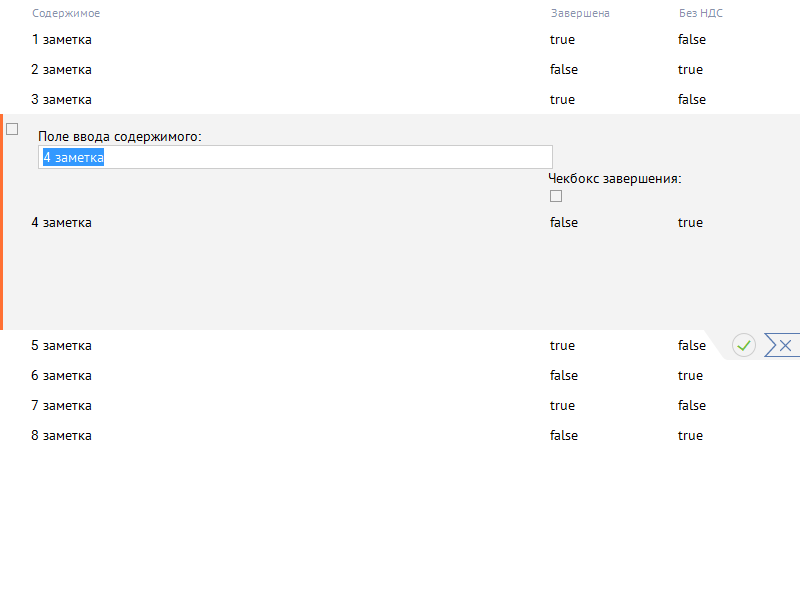 Содержимое Завершена Без НДС
1 заметка true false
2 заметка false true
3 заметка true false
Поле ввода содержимого:
4 заметка
Чекбокс завершения:
4 заметка false true
5 заметка true false
6 заметка false true
7 заметка true false
8 заметка false true